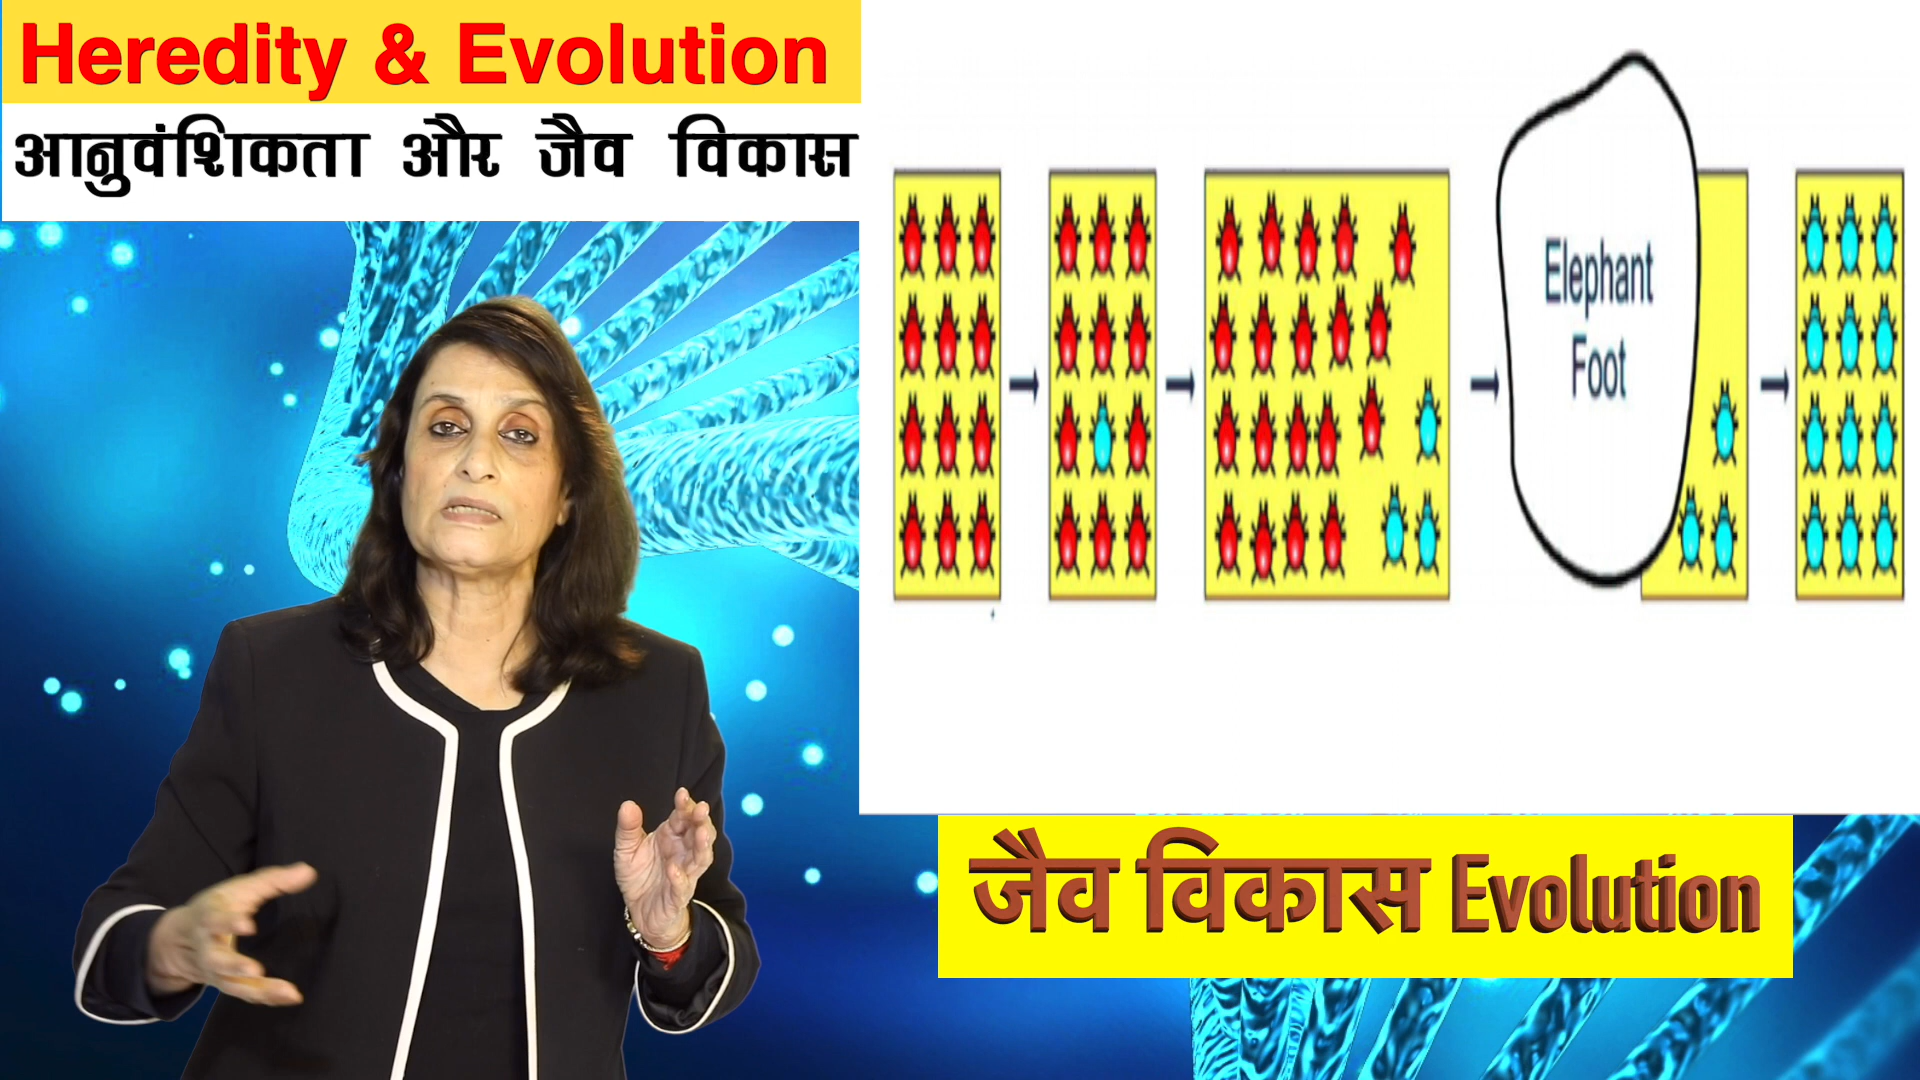 Heredity & Evolution
आनुवंशिकता और जैव विकास
Elephant
Foot
जैव विकास Evolution